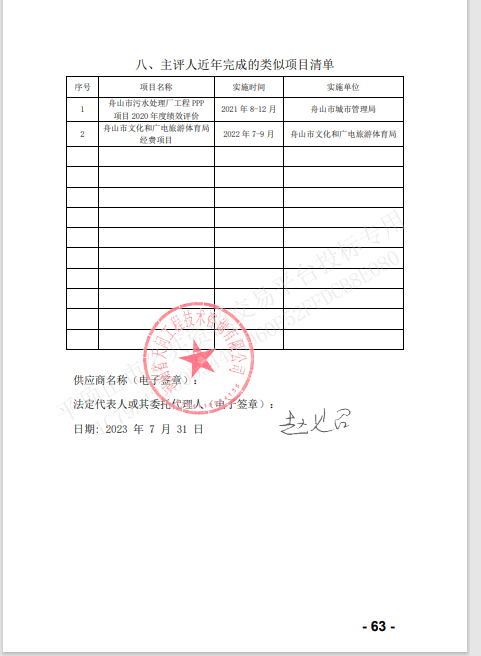 八、主评人近年完成的类似项目清单
序号 项目名称 实施时间 实施单位
1 舟山市污水处理厂工程 PPP 项目 2020 年度绩效评价 2021 年 8-12 月 舟山市城市管理局
2 舟山市文化和广电旅游体育局经费项目 2022 年 7-9 月 舟山市文化和广电旅游体育局
供应商名称（电子签章）：
法定代表人或其委托代理人（电子签章）：
日期: 2023 年 7 月 31 日
- 63 -